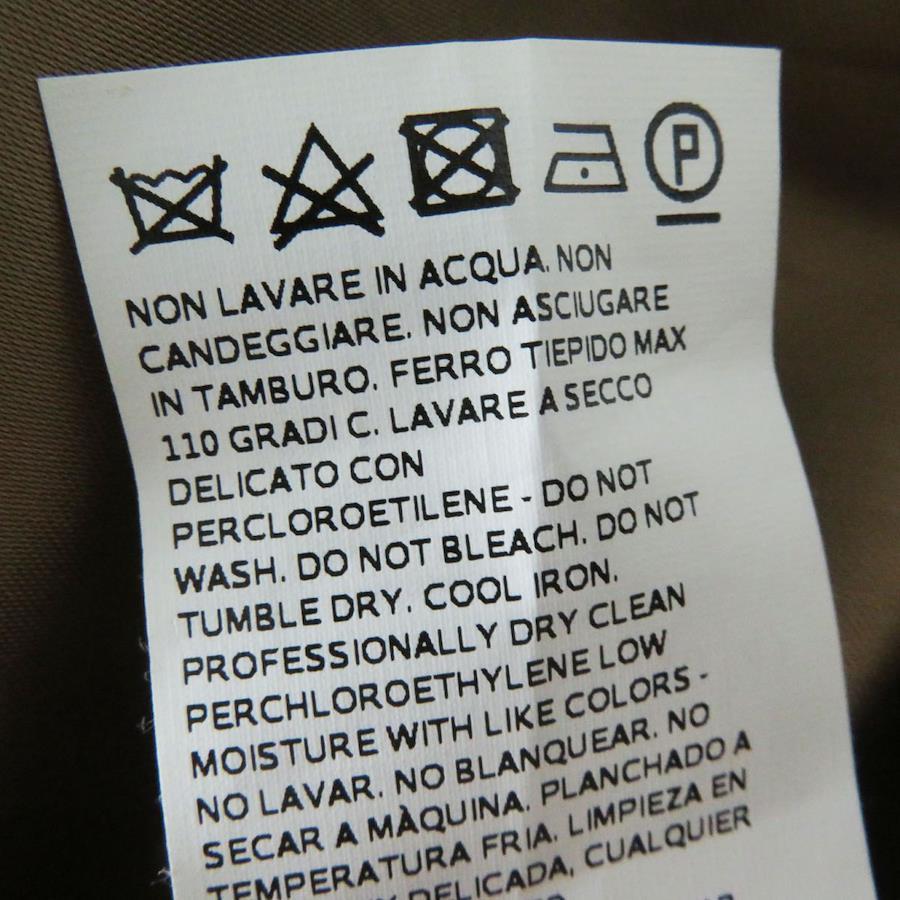 P
NON LAVARE IN ACQUA. NON
CANDEGGIARE. NON ASCIUGARE
IN TAMBURO. FERRO TIEPIDO MAX
110 GRADI C. LAVARE A SECCO
DELICATO CON
PERCLOROETILENE - DO NOT
WASH. DO NOT BLEACH. DO NOT
TUMBLE DRY. COOL IRON.
PROFESSIONALLY DRY CLEAN
PERCHLOROETHYLENE LOW
MOISTURE WITH LIKE COLORS -
NO LAVAR. NO BLANQUEAR. NO
SECAR A MÀQUINA. PLANCHADO A
TEMPERATURA FRIA. LIMPIEZA EN
DELICADA, CUALQUIER